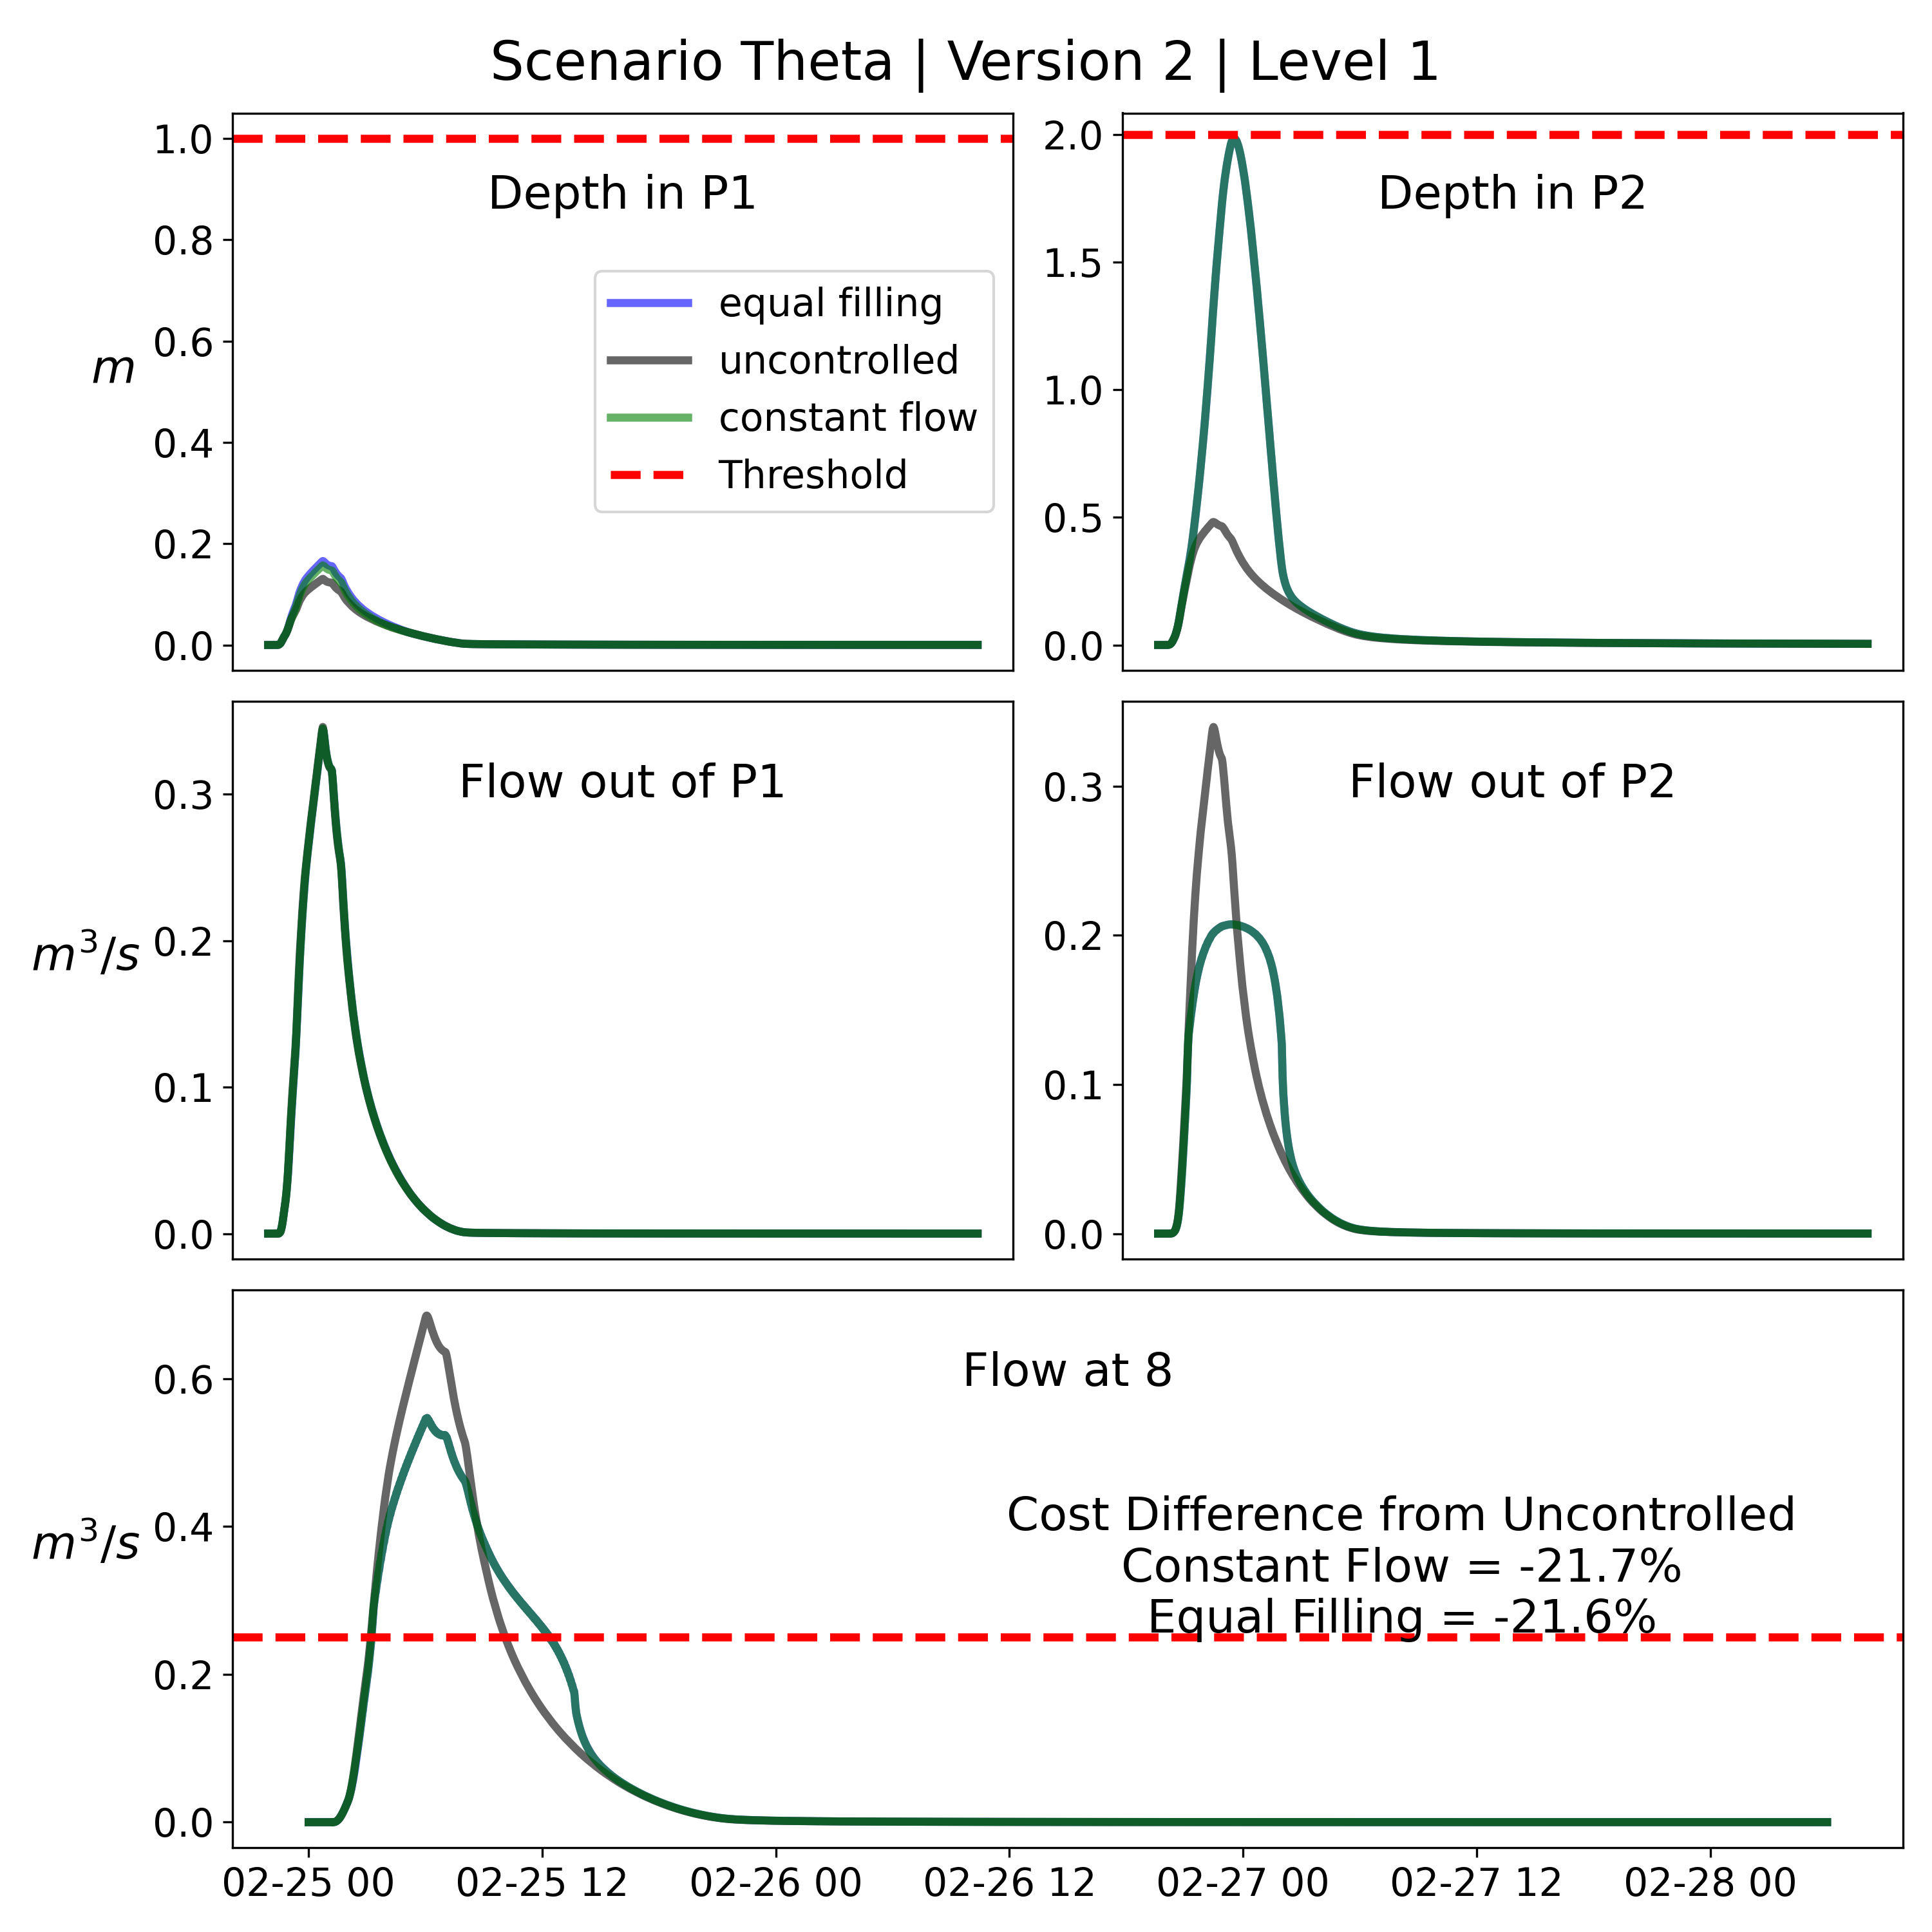 Scenario Theta | Version 2 | Level 1
1.0
0.8
0.6
0.4
0.2
0.0
m
Depth in P1
equal filling
uncontrolled
constant flow
Threshold
2.0
1.5
1.0
0.5
0.0
Depth in P2
0.3
0.2
0.1
0.0
m³/s
Flow out of P1
0.3
0.2
0.1
0.0
Flow out of P2
0.6
0.4
0.2
0.0
m³/s
Flow at 8
Cost Difference from Uncontrolled
Constant Flow = -21.7%
Equal Filling = -21.6%
02-25 00
02-25 12
02-26 00
02-26 12
02-27 00
02-27 12
02-28 00